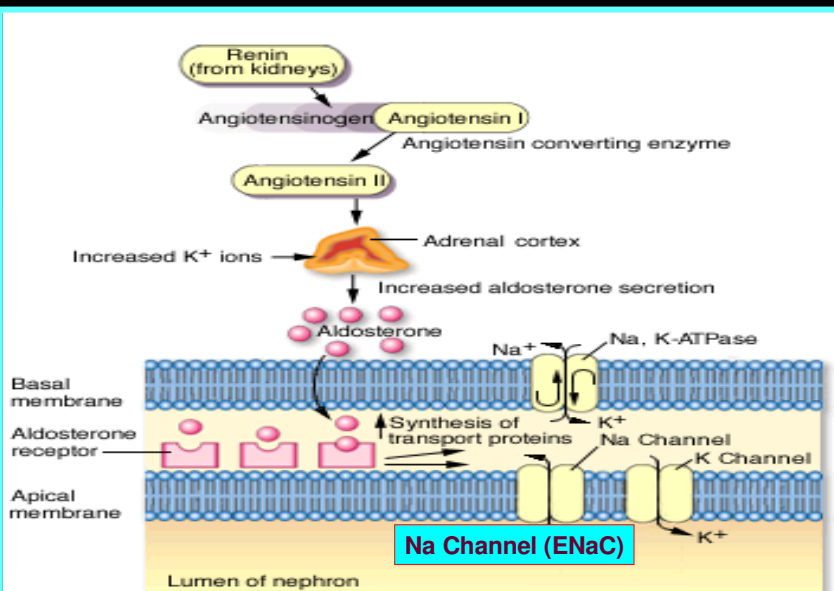 Renin
(from kidneys)
Angiotensinogen Angiotensin I
Angiotensin converting enzyme
Angiotensin II
Adrenal cortex
Increased K+ ions
Increased aldosterone secretion
Aldosterone
Na+
Na, K-ATPase
Basal
membrane
K+
Synthesis of
transport proteins
Aldosterone
receptor
Na Channel
K Channel
Apical
membrane
K+
Na Channel (ENaC)
Lumen of nephron